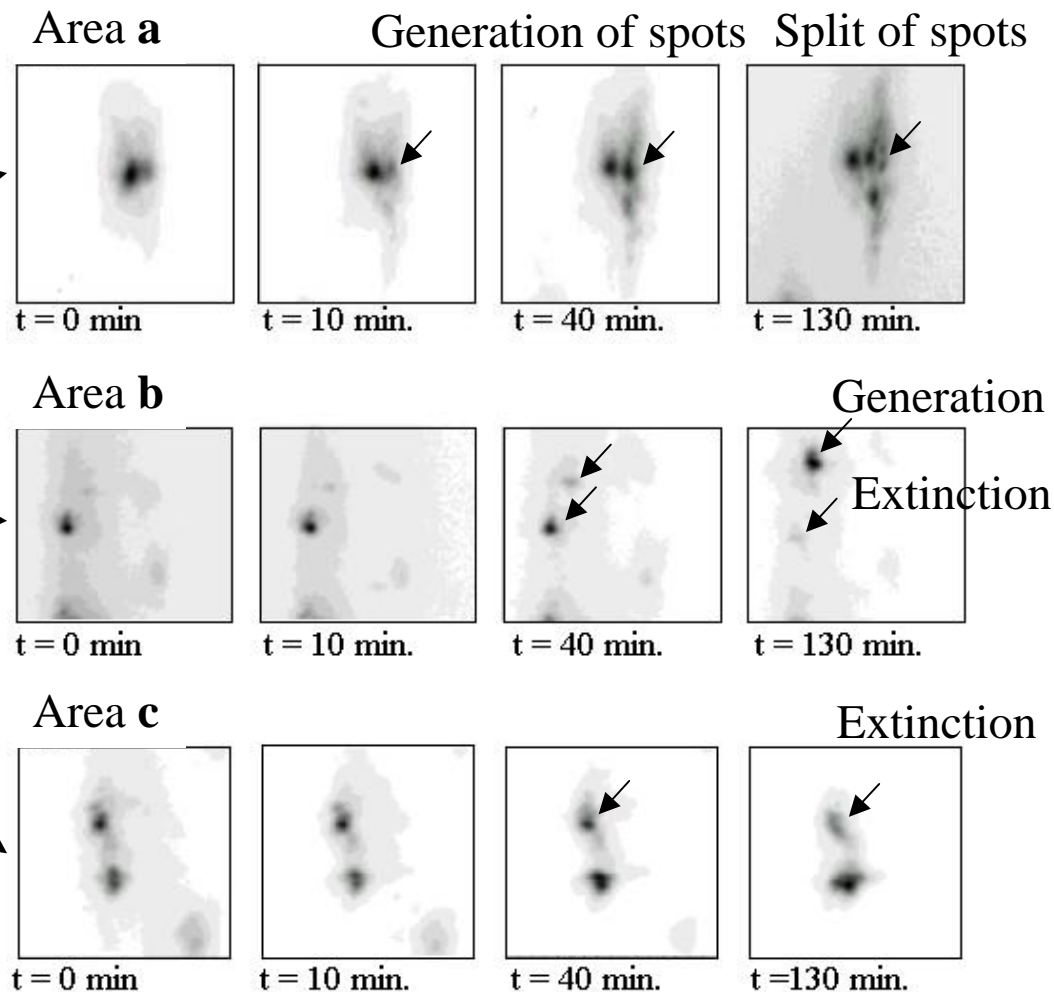 Area a
Generation of spots
Split of spots
t = 0 min
t = 10 min.
t = 40 min.
t = 130 min.
Area b
Generation
Extinction
t = 0 min
t = 10 min.
t = 40 min.
t = 130 min.
Area c
Extinction
t = 0 min
t = 10 min.
t = 40 min.
t =130 min.